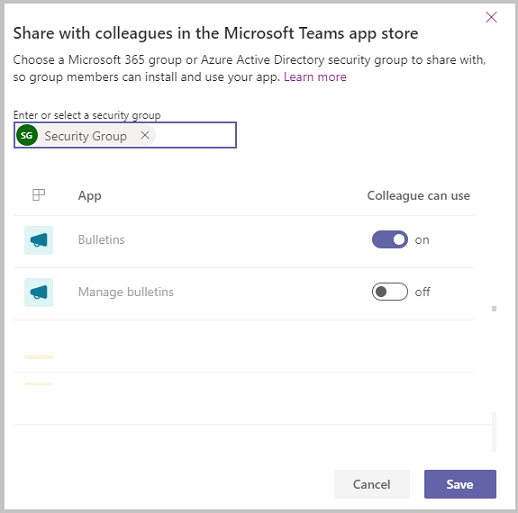 Share with colleagues in the Microsoft Teams app store
Choose a Microsoft 365 group or Azure Active Directory security group to share with,
so group members can install and use your app. Learn more
Enter or select a security group
SG Security Group
App Colleague can use
Bulletins on
Manage bulletins off
Cancel Save